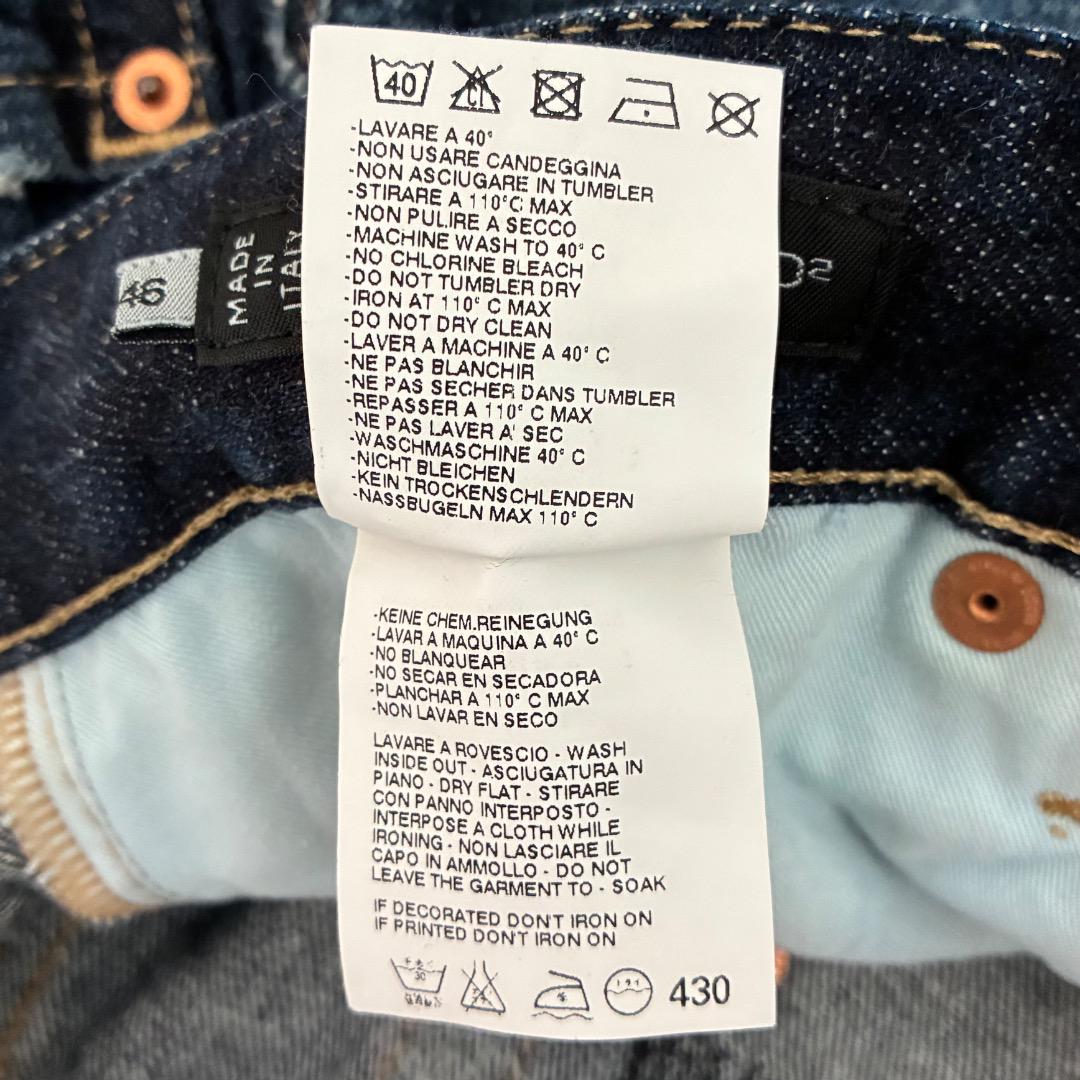 40
CL
-LAVARE A 40°
-NON USARE CANDEGGINA
-NON ASCIUGARE IN TUMBLER
-STIRARE A 110°C MAX
-NON PULIRE A SECCO
-MACHINE WASH TO 40° C
-NO CHLORINE BLEACH
-DO NOT TUMBLER DRY
-IRON AT 110° C MAX
-DO NOT DRY CLEAN
-LAVER A MACHINE A 40° C
-NE PAS BLANCHIR
-NE PAS SECHER DANS TUMBLER
-REPASSER A 110° C MAX
-NE PAS LAVER A' SEC
-WASCHMASCHINE 40° C
-NICHT BLEICHEN
-KEIN TROCKENSCHLENDERN
-NASSBUGELN MAX 110° C
46
MADE
IN
ITALY
D²
-KEINE CHEM.REINEGUNG
-LAVAR A MAQUINA A 40° C
-NO BLANQUEAR
-NO SECAR EN SECADORA
-PLANCHAR A 110° C MAX
-NON LAVAR EN SECO
LAVARE A ROVESCIO - WASH
INSIDE OUT - ASCIUGATURA IN
PIANO - DRY FLAT - STIRARE
CON PANNO INTERPOSTO -
INTERPOSE A CLOTH WHILE
IRONING - NON LASCIARE IL
CAPO IN AMMOLLO - DO NOT
LEAVE THE GARMENT TO - SOAK
IF DECORATED DON'T IRON ON
IF PRINTED DON'T IRON ON
30
430